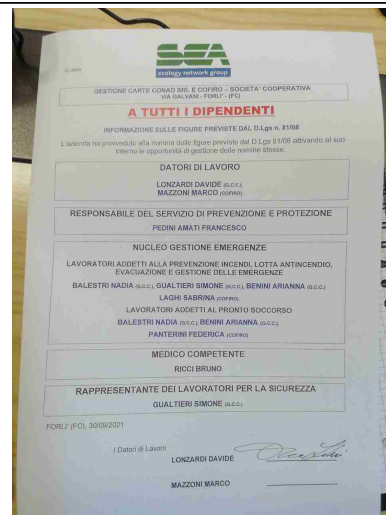 SEA
ecology network group
GESTIONE CARTE CONAD SRL E COFIRO – SOCIETA' COOPERATIVA
VIA GALVANI - FORLI' - (FC)
A TUTTI I DIPENDENTI
INFORMAZIONE SULLE FIGURE PREVISTE DAL D.Lgs n. 81/08
L'azienda ha provveduto alla nomina delle figure previste dal D.Lgs 81/08 attivando al suo
interno le opportunità di gestione delle nomine stesse.
DATORI DI LAVORO
LONZARDI DAVIDE (G.C.C.)
MAZZONI MARCO (COFIRO)
RESPONSABILE DEL SERVIZIO DI PREVENZIONE E PROTEZIONE
PEDINI AMATI FRANCESCO
NUCLEO GESTIONE EMERGENZE
LAVORATORI ADDETTI ALLA PREVENZIONE INCENDI, LOTTA ANTINCENDIO,
EVACUAZIONE E GESTIONE DELLE EMERGENZE
BALESTRI NADIA (G.C.C.), GUALTIERI SIMONE (G.C.C.), BENINI ARIANNA (G.C.C.)
LAGHI SABRINA (COFIRO)
LAVORATORI ADDETTI AL PRONTO SOCCORSO
BALESTRI NADIA (G.C.C.), BENINI ARIANNA (G.C.C.),
PANTERINI FEDERICA (COFIRO)
MEDICO COMPETENTE
RICCI BRUNO
RAPPRESENTANTE DEI LAVORATORI PER LA SICUREZZA
GUALTIERI SIMONE (G.C.C.)
FORLI' (FC), 30/09/2021
I Datori di Lavoro
LONZARDI DAVIDE
MAZZONI MARCO